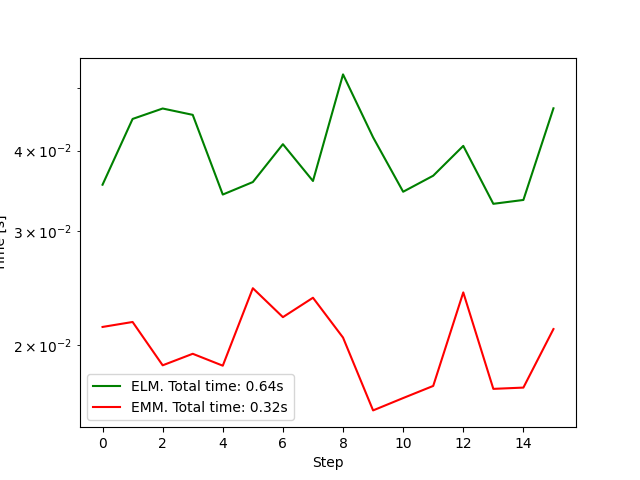 4 × 10⁻²
3 × 10⁻²
2 × 10⁻²
Time [s]
ELM. Total time: 0.64s
EMM. Total time: 0.32s
0 2 4 6 8 10 12 14
Step